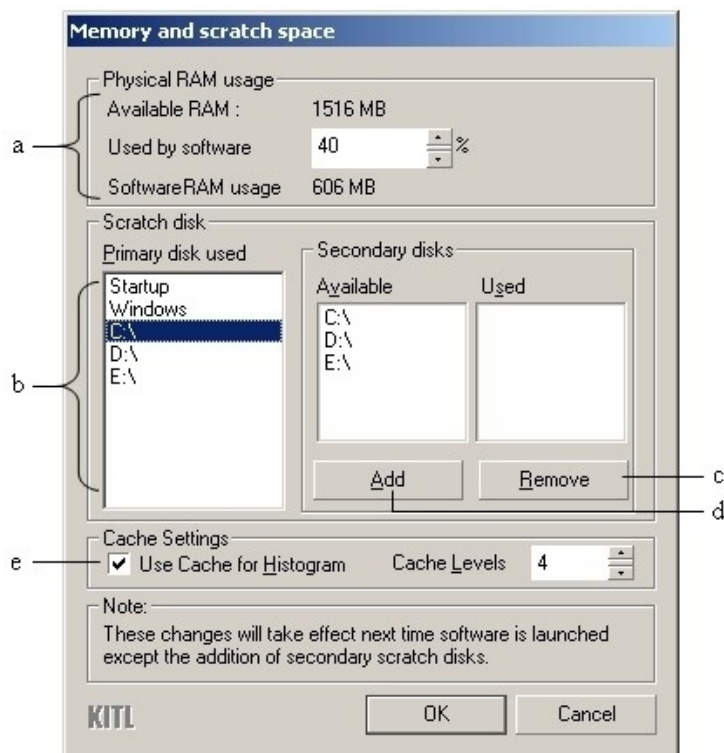 Memory and scratch space
Physical RAM usage
a
Available RAM : 1516 MB
Used by software 40 %
SoftwareRAM usage 606 MB
Scratch disk
Primary disk used
Startup
Windows
C:\
D:\
E:\
b
Secondary disks
Available Used
C:\
D:\
E:\
Add Remove
c
d
Cache Settings
e
Use Cache for Histogram Cache Levels 4
Note:
These changes will take effect next time software is launched
except the addition of secondary scratch disks.
KITL OK Cancel